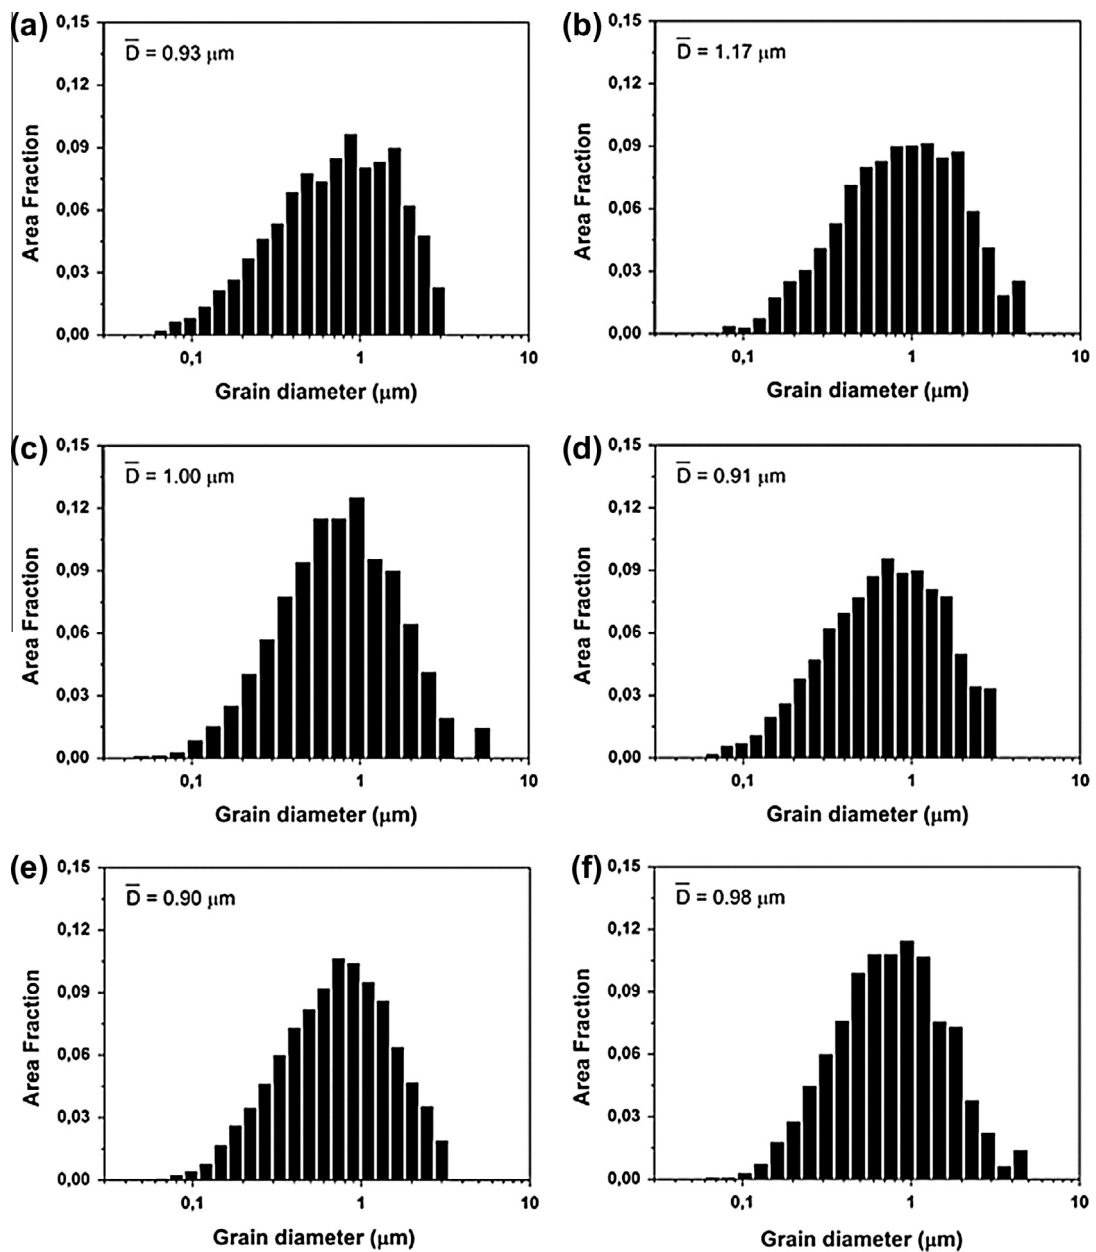 (a)
D̅ = 0.93 μm
0,15
0,12
0,09
0,06
0,03
0,00
Area Fraction
0,1 1 10
Grain diameter (μm)
(b)
D̅ = 1.17 μm
0,15
0,12
0,09
0,06
0,03
0,00
Area Fraction
0,1 1 10
Grain diameter (μm)
(c)
D̅ = 1.00 μm
0,15
0,12
0,09
0,06
0,03
0,00
Area Fraction
0,1 1 10
Grain diameter (μm)
(d)
D̅ = 0.91 μm
0,15
0,12
0,09
0,06
0,03
0,00
Area Fraction
0,1 1 10
Grain diameter (μm)
(e)
D̅ = 0.90 μm
0,15
0,12
0,09
0,06
0,03
0,00
Area Fraction
0,1 1 10
Grain diameter (μm)
(f)
D̅ = 0.98 μm
0,15
0,12
0,09
0,06
0,03
0,00
Area Fraction
0,1 1 10
Grain diameter (μm)